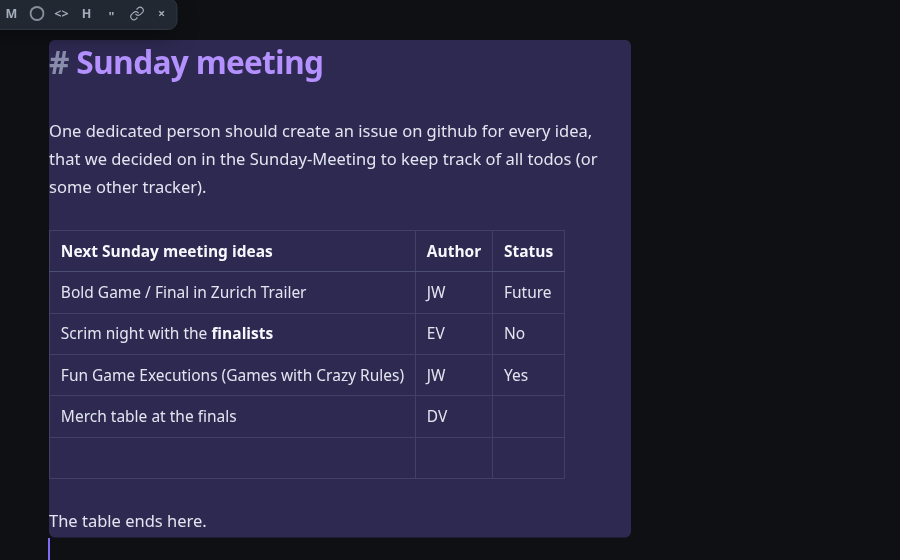 M <> H " ×
# Sunday meeting
One dedicated person should create an issue on github for every idea,
that we decided on in the Sunday-Meeting to keep track of all todos (or
some other tracker).
Next Sunday meeting ideas Author Status
Bold Game / Final in Zurich Trailer JW Future
Scrim night with the finalists EV No
Fun Game Executions (Games with Crazy Rules) JW Yes
Merch table at the finals DV
The table ends here.